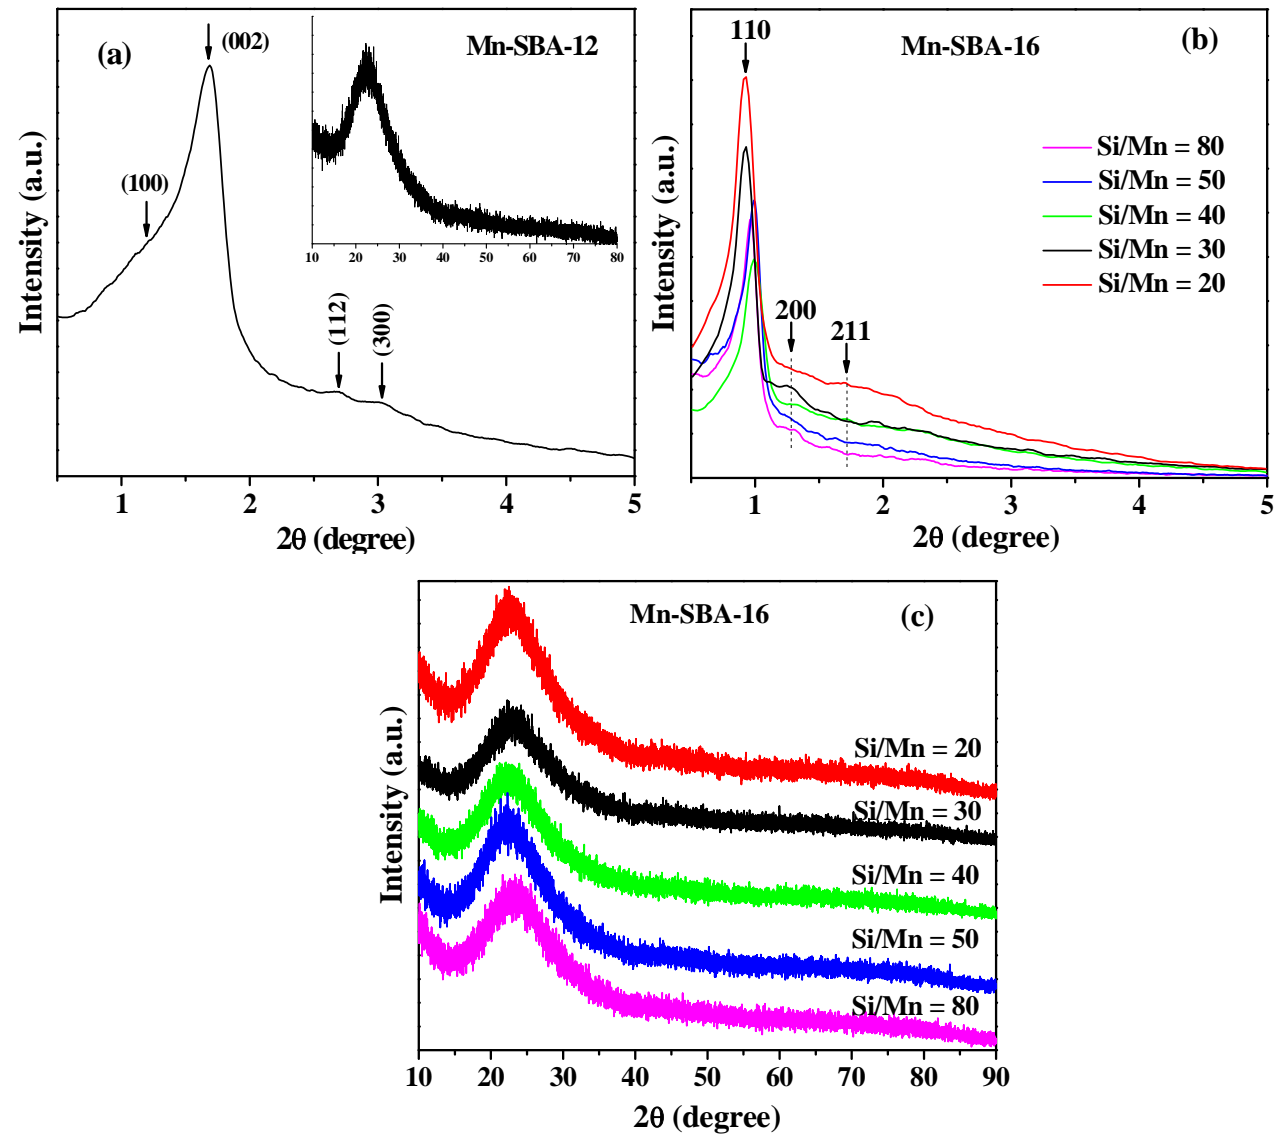 (a)
(002)
Mn-SBA-12
(100)
(112)
(300)
10 20 30 40 50 60 70 80
Intensity (a.u.)
1 2 3 4 5
2θ (degree)
110
Mn-SBA-16
(b)
Si/Mn = 80
Si/Mn = 50
Si/Mn = 40
Si/Mn = 30
Si/Mn = 20
200
211
Intensity (a.u.)
1 2 3 4 5
2θ (degree)
Mn-SBA-16
(c)
Si/Mn = 20
Si/Mn = 30
Si/Mn = 40
Si/Mn = 50
Si/Mn = 80
Intensity (a.u.)
10 20 30 40 50 60 70 80 90
2θ (degree)